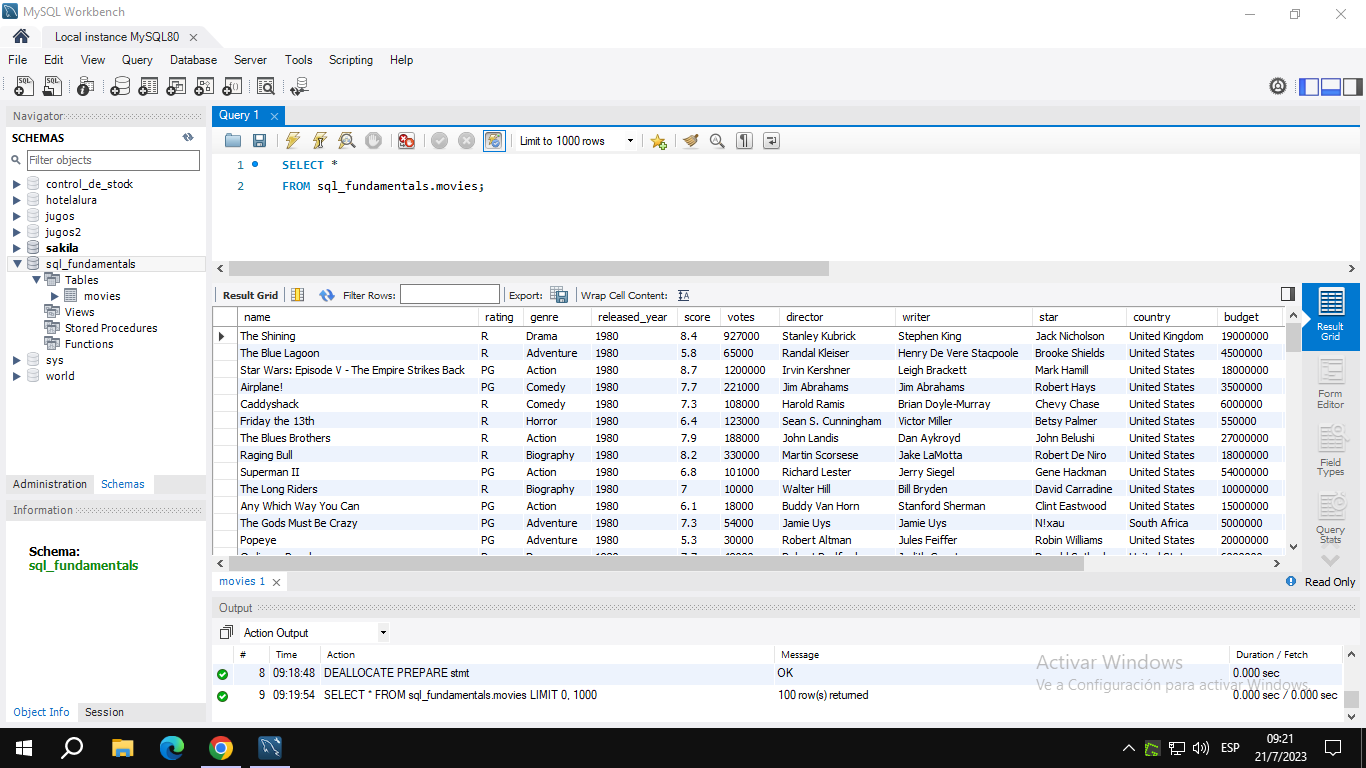 MySQL Workbench
Local instance MySQL80
File Edit View Query Database Server Tools Scripting Help
Navigator
SCHEMAS
Filter objects
control_de_stock
hotelalura
jugos
jugos2
sakila
sql_fundamentals
Tables
movies
Views
Stored Procedures
Functions
sys
world
Administration Schemas
Information
Schema:
sql_fundamentals
Object Info Session
Query 1
Limit to 1000 rows
1 SELECT *
2 FROM sql_fundamentals.movies;
Result Grid Filter Rows: Export: Wrap Cell Content:
name rating genre released_year score votes director writer star country budget
The Shining R Drama 1980 8.4 927000 Stanley Kubrick Stephen King Jack Nicholson United Kingdom 19000000
The Blue Lagoon R Adventure 1980 5.8 65000 Randal Kleiser Henry De Vere Stacpoole Brooke Shields United States 4500000
Star Wars: Episode V - The Empire Strikes Back PG Action 1980 8.7 1200000 Irvin Kershner Leigh Brackett Mark Hamill United States 18000000
Airplane! PG Comedy 1980 7.7 221000 Jim Abrahams Jim Abrahams Robert Hays United States 3500000
Caddyshack R Comedy 1980 7.3 108000 Harold Ramis Brian Doyle-Murray Chevy Chase United States 6000000
Friday the 13th R Horror 1980 6.4 123000 Sean S. Cunningham Victor Miller Betsy Palmer United States 550000
The Blues Brothers R Action 1980 7.9 188000 John Landis Dan Aykroyd John Belushi United States 27000000
Raging Bull R Biography 1980 8.2 330000 Martin Scorsese Jake LaMotta Robert De Niro United States 18000000
Superman II PG Action 1980 6.8 101000 Richard Lester Jerry Siegel Gene Hackman United States 54000000
The Long Riders R Biography 1980 7 10000 Walter Hill Bill Bryden David Carradine United States 10000000
Any Which Way You Can PG Action 1980 6.1 18000 Buddy Van Horn Stanford Sherman Clint Eastwood United States 15000000
The Gods Must Be Crazy PG Adventure 1980 7.3 54000 Jamie Uys Jamie Uys N!xau South Africa 5000000
Popeye PG Adventure 1980 5.3 30000 Robert Altman Jules Feiffer Robin Williams United States 20000000
Result
Grid
Form
Editor
Field
Types
Query
Stats
movies 1
Read Only
Output
Action Output
# Time Action Message Duration / Fetch
8 09:18:48 DEALLOCATE PREPARE stmt OK 0.000 sec
9 09:19:54 SELECT * FROM sql_fundamentals.movies LIMIT 0, 1000 100 row(s) returned 0.000 sec / 0.000 sec
Activar Windows
Ve a Configuración para activar Windows.
ESP
09:21
21/7/2023